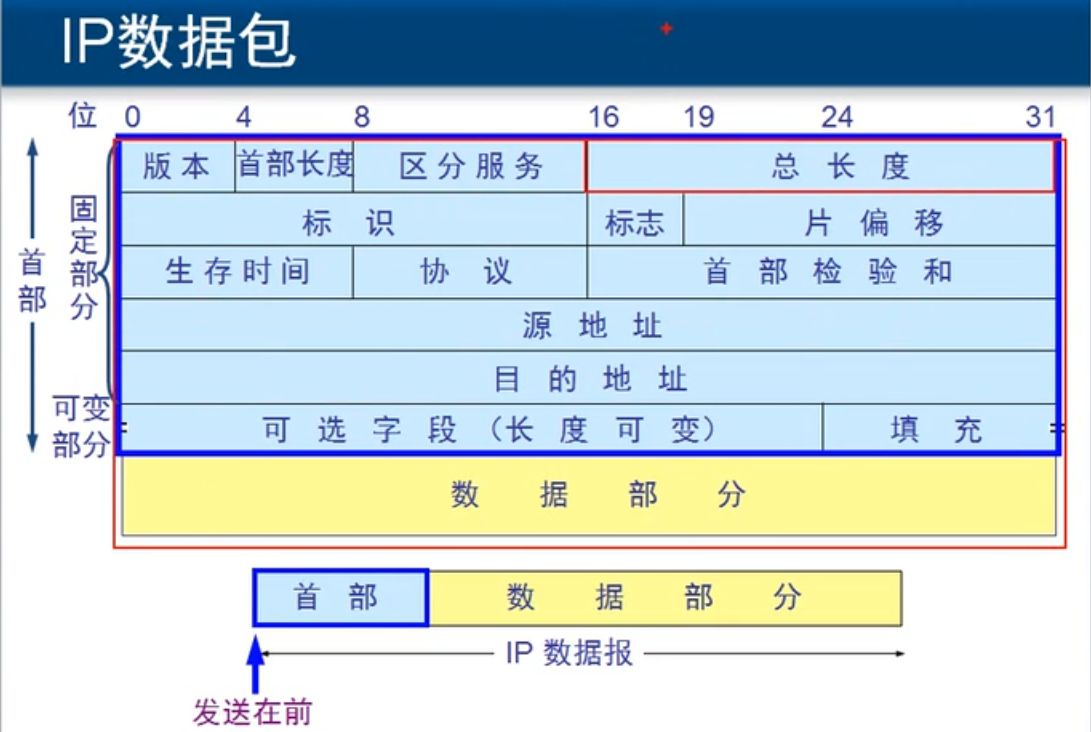 IP数据包
位 0 4 8 16 19 24 31
版本 首部长度 区分服务 总长度
标识 标志 片偏移
生存时间 协议 首部检验和
源地址
目的地址
可选字段（长度可变） 填充
数据部分
首部
固定部分
可变
部分
首部 数据部分
IP 数据报
发送在前